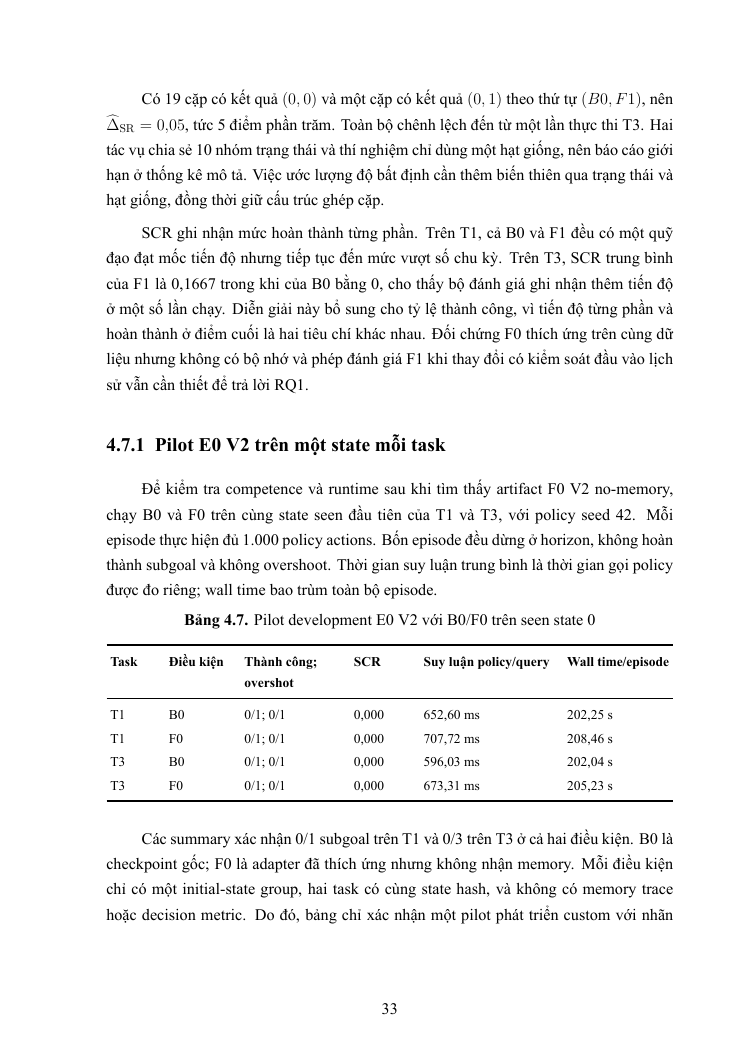 Có 19 cặp có kết quả (0, 0) và một cặp có kết quả (0, 1) theo thứ tự (B0, F1), nên
Δ̂SR = 0,05, tức 5 điểm phần trăm. Toàn bộ chênh lệch đến từ một lần thực thi T3. Hai
tác vụ chia sẻ 10 nhóm trạng thái và thí nghiệm chỉ dùng một hạt giống, nên báo cáo giới
hạn ở thống kê mô tả. Việc ước lượng độ bất định cần thêm biến thiên qua trạng thái và
hạt giống, đồng thời giữ cấu trúc ghép cặp.
SCR ghi nhận mức hoàn thành từng phần. Trên T1, cả B0 và F1 đều có một quỹ
đạo đạt mốc tiến độ nhưng tiếp tục đến mức vượt số chu kỳ. Trên T3, SCR trung bình
của F1 là 0,1667 trong khi của B0 bằng 0, cho thấy bộ đánh giá ghi nhận thêm tiến độ
ở một số lần chạy. Diễn giải này bổ sung cho tỷ lệ thành công, vì tiến độ từng phần và
hoàn thành ở điểm cuối là hai tiêu chí khác nhau. Đối chứng F0 thích ứng trên cùng dữ
liệu nhưng không có bộ nhớ và phép đánh giá F1 khi thay đổi có kiểm soát đầu vào lịch
sử vẫn cần thiết để trả lời RQ1.
4.7.1 Pilot E0 V2 trên một state mỗi task
Để kiểm tra competence và runtime sau khi tìm thấy artifact F0 V2 no-memory,
chạy B0 và F0 trên cùng state seen đầu tiên của T1 và T3, với policy seed 42. Mỗi
episode thực hiện đủ 1.000 policy actions. Bốn episode đều dừng ở horizon, không hoàn
thành subgoal và không overshoot. Thời gian suy luận trung bình là thời gian gọi policy
được đo riêng; wall time bao trùm toàn bộ episode.
Bảng 4.7. Pilot development E0 V2 với B0/F0 trên seen state 0
Task Điều kiện Thành công; SCR Suy luận policy/query Wall time/episode
overshot
T1 B0 0/1; 0/1 0,000 652,60 ms 202,25 s
T1 F0 0/1; 0/1 0,000 707,72 ms 208,46 s
T3 B0 0/1; 0/1 0,000 596,03 ms 202,04 s
T3 F0 0/1; 0/1 0,000 673,31 ms 205,23 s
Các summary xác nhận 0/1 subgoal trên T1 và 0/3 trên T3 ở cả hai điều kiện. B0 là
checkpoint gốc; F0 là adapter đã thích ứng nhưng không nhận memory. Mỗi điều kiện
chỉ có một initial-state group, hai task có cùng state hash, và không có memory trace
hoặc decision metric. Do đó, bảng chỉ xác nhận một pilot phát triển custom với nhãn
33